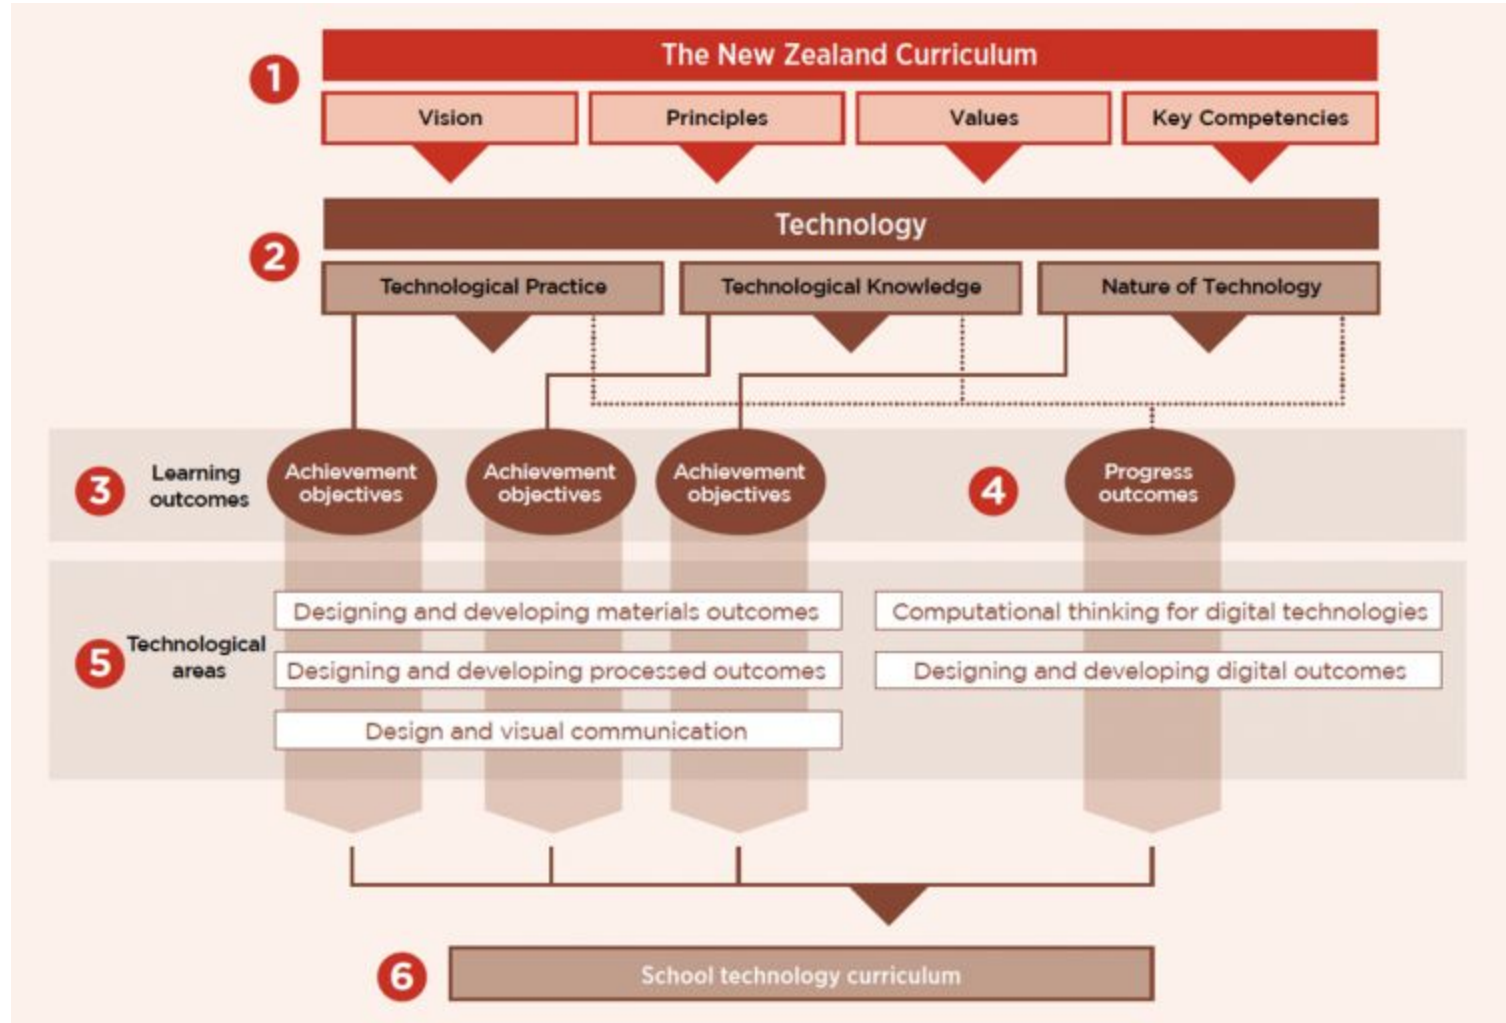 The New Zealand Curriculum
1
Vision
Principles
Values
Key Competencies
Technology
2
Technological Practice
Technological Knowledge
Nature of Technology
3
Learning
outcomes
Achievement
objectives
Achievement
objectives
Achievement
objectives
4
Progress
outcomes
5
Technological
areas
Designing and developing materials outcomes
Designing and developing processed outcomes
Design and visual communication
Computational thinking for digital technologies
Designing and developing digital outcomes
6
School technology curriculum